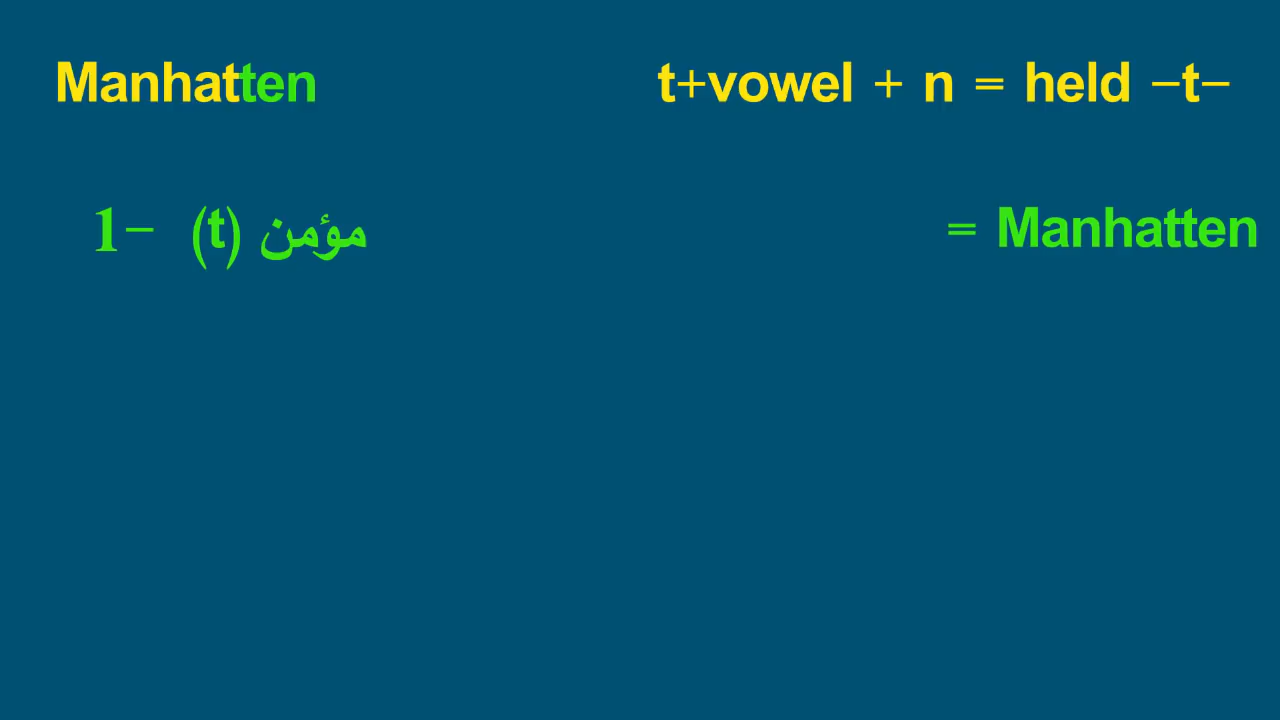 Manhatten t+vowel + n = held –t–
1– (t) مؤمن = Manhatten